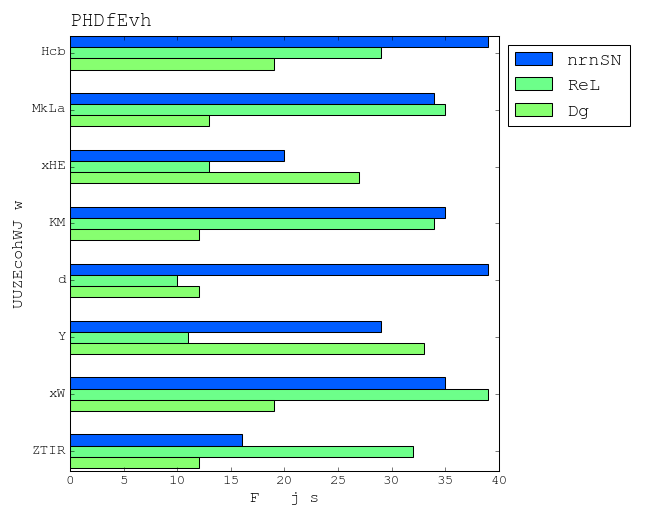 PHDfEvh
Hcb
MkLa
xHE
KM
d
Y
xW
ZTIR
UUZEcohWJ w
0 5 10 15 20 25 30 35 40
F j s
nrnSN
ReL
Dg